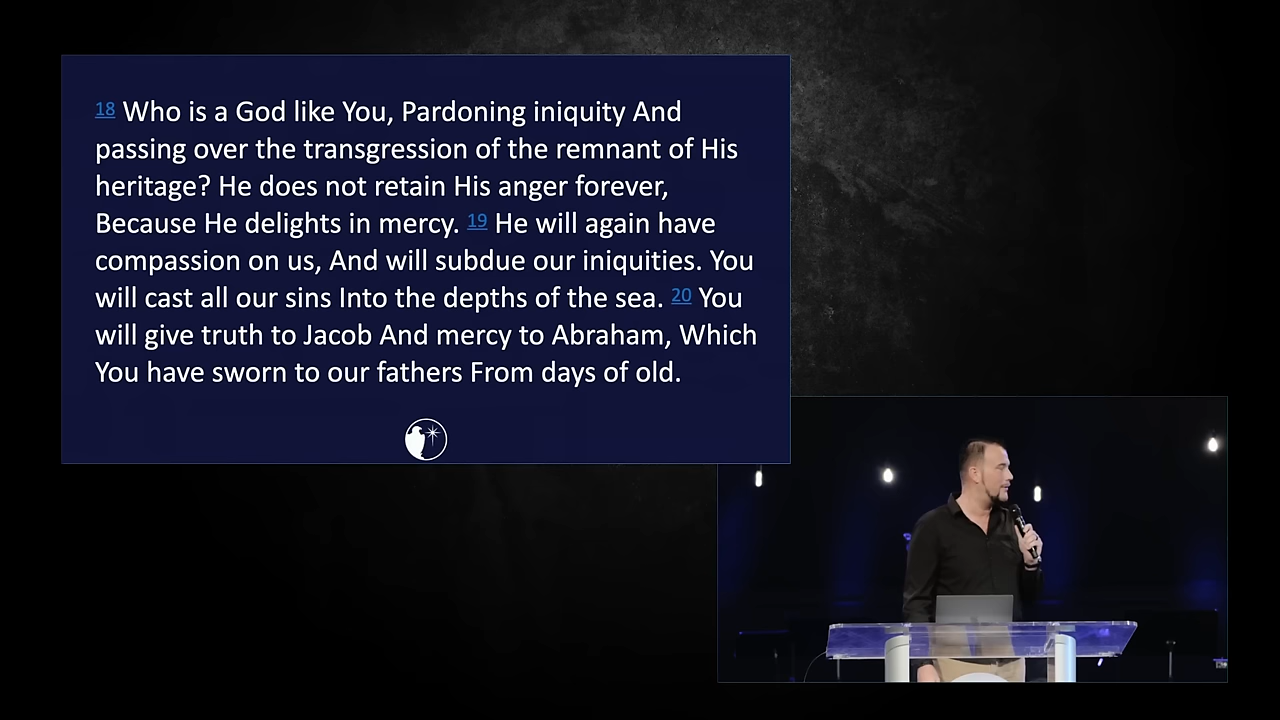 18 Who is a God like You, Pardoning iniquity And
passing over the transgression of the remnant of His
heritage? He does not retain His anger forever,
Because He delights in mercy. 19 He will again have
compassion on us, And will subdue our iniquities. You
will cast all our sins Into the depths of the sea. 20 You
will give truth to Jacob And mercy to Abraham, Which
You have sworn to our fathers From days of old.